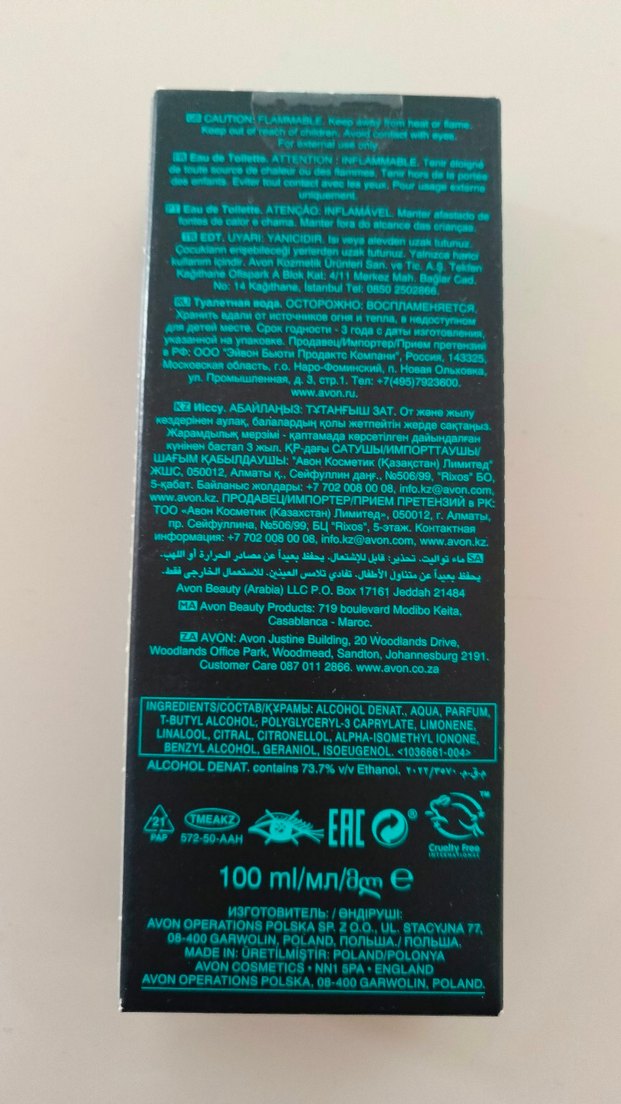 GB CAUTION: FLAMMABLE. Keep away from heat or flame.
Keep out of reach of children. Avoid contact with eyes.
For external use only
FR Eau de Toilette. ATTENTION : INFLAMMABLE. Tenir éloigné
de toute source de chaleur ou des flammes. Tenir hors de la portée
des enfants. Eviter tout contact avec les yeux. Pour usage externe
uniquement.
PT Eau de Toilette. ATENÇÃO: INFLAMÁVEL. Manter afastado de
fontes de calor e chama. Manter fora do alcance das crianças.
TR EDT. UYARI: YANICIDIR. Isı veya alevden uzak tutunuz.
Çocukların erişebileceği yerlerden uzak tutunuz. Yalnızca harici
kullanım içindir. Avon Kozmetik Ürünleri San. ve Tic. A.Ş. Tekfen
Kağıthane Ofispark A Blok Kat: 4/11 Merkez Mah. Bağlar Cad.
No: 14 Kağıthane, İstanbul Tel: 0850 2502866
RU Туалетная вода. ОСТОРОЖНО: ВОСПЛАМЕНЯЕТСЯ.
Хранить вдали от источников огня и тепла, в недоступном
для детей месте. Срок годности - 3 года с даты изготовления,
указанной на упаковке. Продавец/Импортер/Прием претензий
в РФ: ООО "Эйвон Бьюти Продактс Компани", Россия, 143325,
Московская область, г.о. Наро-Фоминский, п. Новая Ольховка,
ул. Промышленная, д. 3, стр.1. Тел: +7(495)7923600.
www.avon.ru.
KZ Иіссу. АБАЙЛАҢЫЗ: ТҰТАНҒЫШ ЗАТ. От және жылу
көздерінен аулақ, балалардың қолы жетпейтін жерде сақтаңыз.
Жарамдылық мерзімі - қаптамада көрсетілген дайындалған
күнінен бастап 3 жыл. ҚР-дағы САТУШЫ/ИМПОРТТАУШЫ/
ШАҒЫМ ҚАБЫЛДАУШЫ: "Авон Косметик (Қазақстан) Лимитед"
ЖШС, 050012, Алматы қ., Сейфуллин даңғ., №506/99, "Rixos" БО,
5-қабат. Байланыс жолдары: +7 702 008 00 08, info.kz@avon.com,
www.avon.kz. ПРОДАВЕЦ/ИМПОРТЕР/ПРИЕМ ПРЕТЕНЗИЙ в РК:
ТОО «Авон Косметик (Казахстан) Лимитед», 050012, г. Алматы,
пр. Сейфуллина, №506/99, БЦ "Rixos", 5-этаж. Контактная
информация: +7 702 008 00 08, info.kz@avon.com, www.avon.kz.
SA ماء تواليت. تحذير: قابل للإشتعال. يحفظ بعيداً عن مصادر الحرارة أو اللهب.
يحفظ بعيداً عن متناول الأطفال. تفادي تلامس العينين. للاستعمال الخارجي فقط.
Avon Beauty (Arabia) LLC P.O. Box 17161 Jeddah 21484
MA Avon Beauty Products: 719 boulevard Modibo Keita,
Casablanca - Maroc.
ZA AVON: Avon Justine Building, 20 Woodlands Drive,
Woodlands Office Park, Woodmead, Sandton, Johannesburg 2191.
Customer Care 087 011 2866. www.avon.co.za
INGREDIENTS/СОСТАВ/ҚҰРАМЫ: ALCOHOL DENAT., AQUA, PARFUM,
T-BUTYL ALCOHOL, POLYGLYCERYL-3 CAPRYLATE, LIMONENE,
LINALOOL, CITRAL, CITRONELLOL, ALPHA-ISOMETHYL IONONE,
BENZYL ALCOHOL, GERANIOL, ISOEUGENOL. <1036661-004>
ALCOHOL DENAT. contains 73.7% v/v Ethanol. م.ق.م. ٢٠٢٢/٣٥٧٠
21
PAP
TMEAKZ
572-50-AAH
EAC
®
TM
Cruelty Free
INTERNATIONAL
100 ml/мл/მლ e
ИЗГОТОВИТЕЛЬ: / ӨНДІРУШІ:
AVON OPERATIONS POLSKA SP. Z O.O., UL. STACYJNA 77,
08-400 GARWOLIN, POLAND, ПОЛЬША./ ПОЛЬША.
MADE IN: ÜRETİLMİŞTİR: POLAND/POLONYA
AVON COSMETICS • NN1 5PA • ENGLAND
AVON OPERATIONS POLSKA, 08-400 GARWOLIN, POLAND.